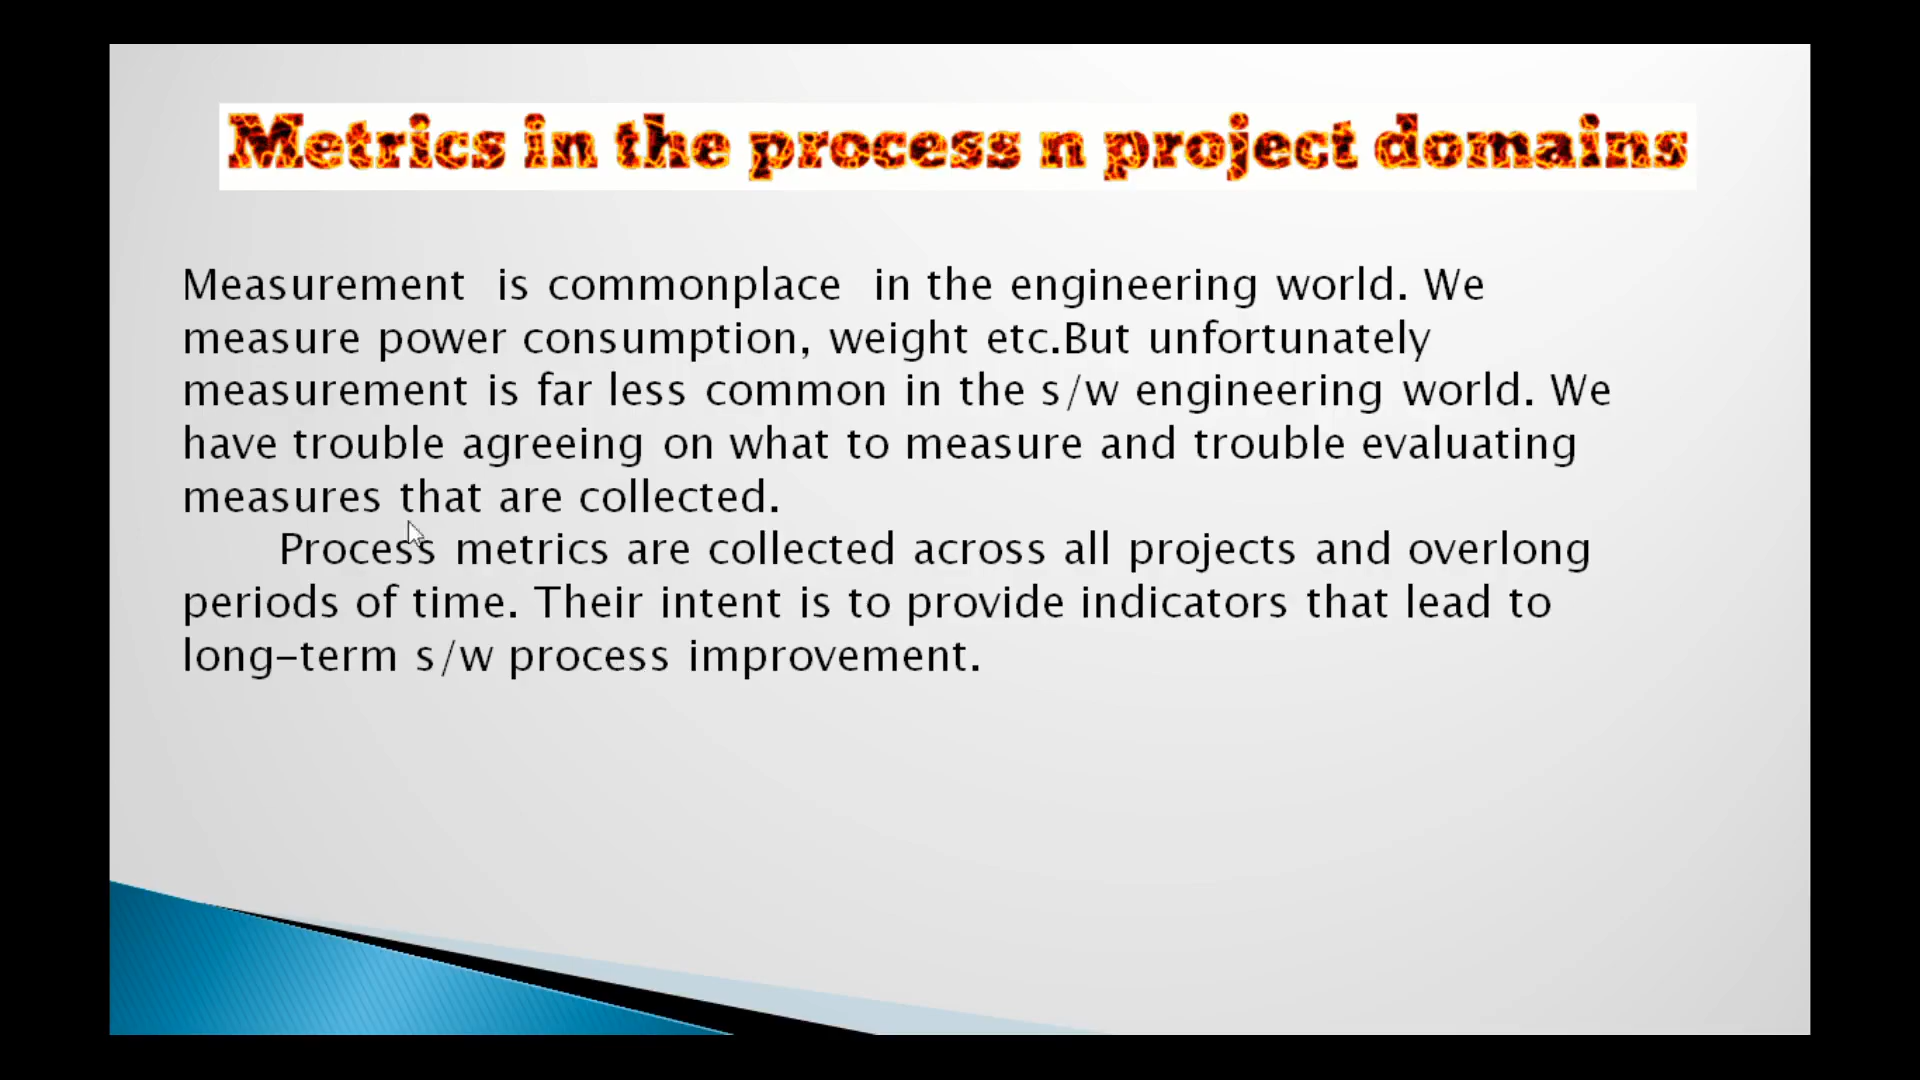 Metrics in the process n project domains
Measurement is commonplace in the engineering world. We
measure power consumption, weight etc.But unfortunately
measurement is far less common in the s/w engineering world. We
have trouble agreeing on what to measure and trouble evaluating
measures that are collected.
Process metrics are collected across all projects and overlong
periods of time. Their intent is to provide indicators that lead to
long-term s/w process improvement.